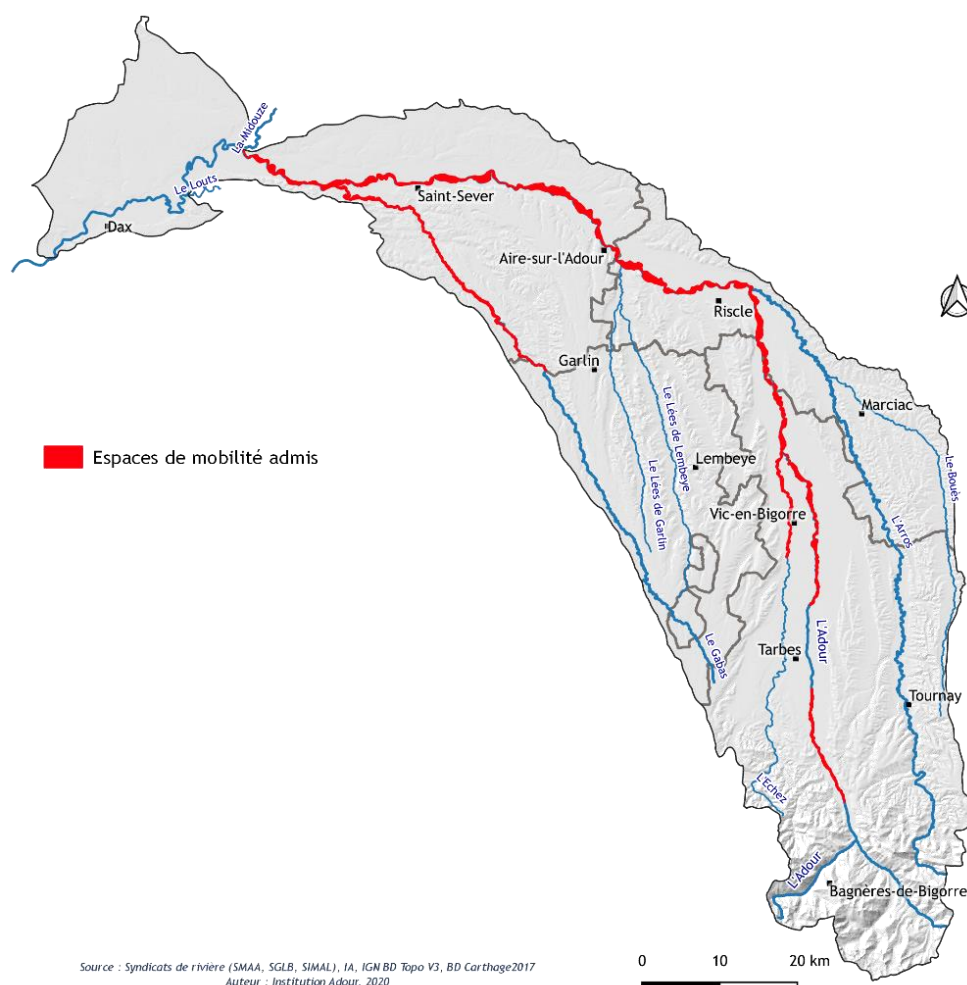 La-Midouze
Le Louts
Dax
Saint-Sever
Aire-sur-l'Adour
Riscle
Garlin
Marciac
Le Lées de Lembeye
Lembeye
Le-Bouès
Le Lées de Garlin
Vic-en-Bigorre
L'Arros
Espaces de mobilité admis
L'Adour
Le Gabas
Tarbes
Tournay
L'Echez
L'Adour
Bagnères-de-Bigorre
Source : Syndicats de rivière (SMAA, SGLB, SIMAL), IA, IGN BD Topo V3, BD Carthage2017
Auteur : Institution Adour, 2020
0 10 20 km